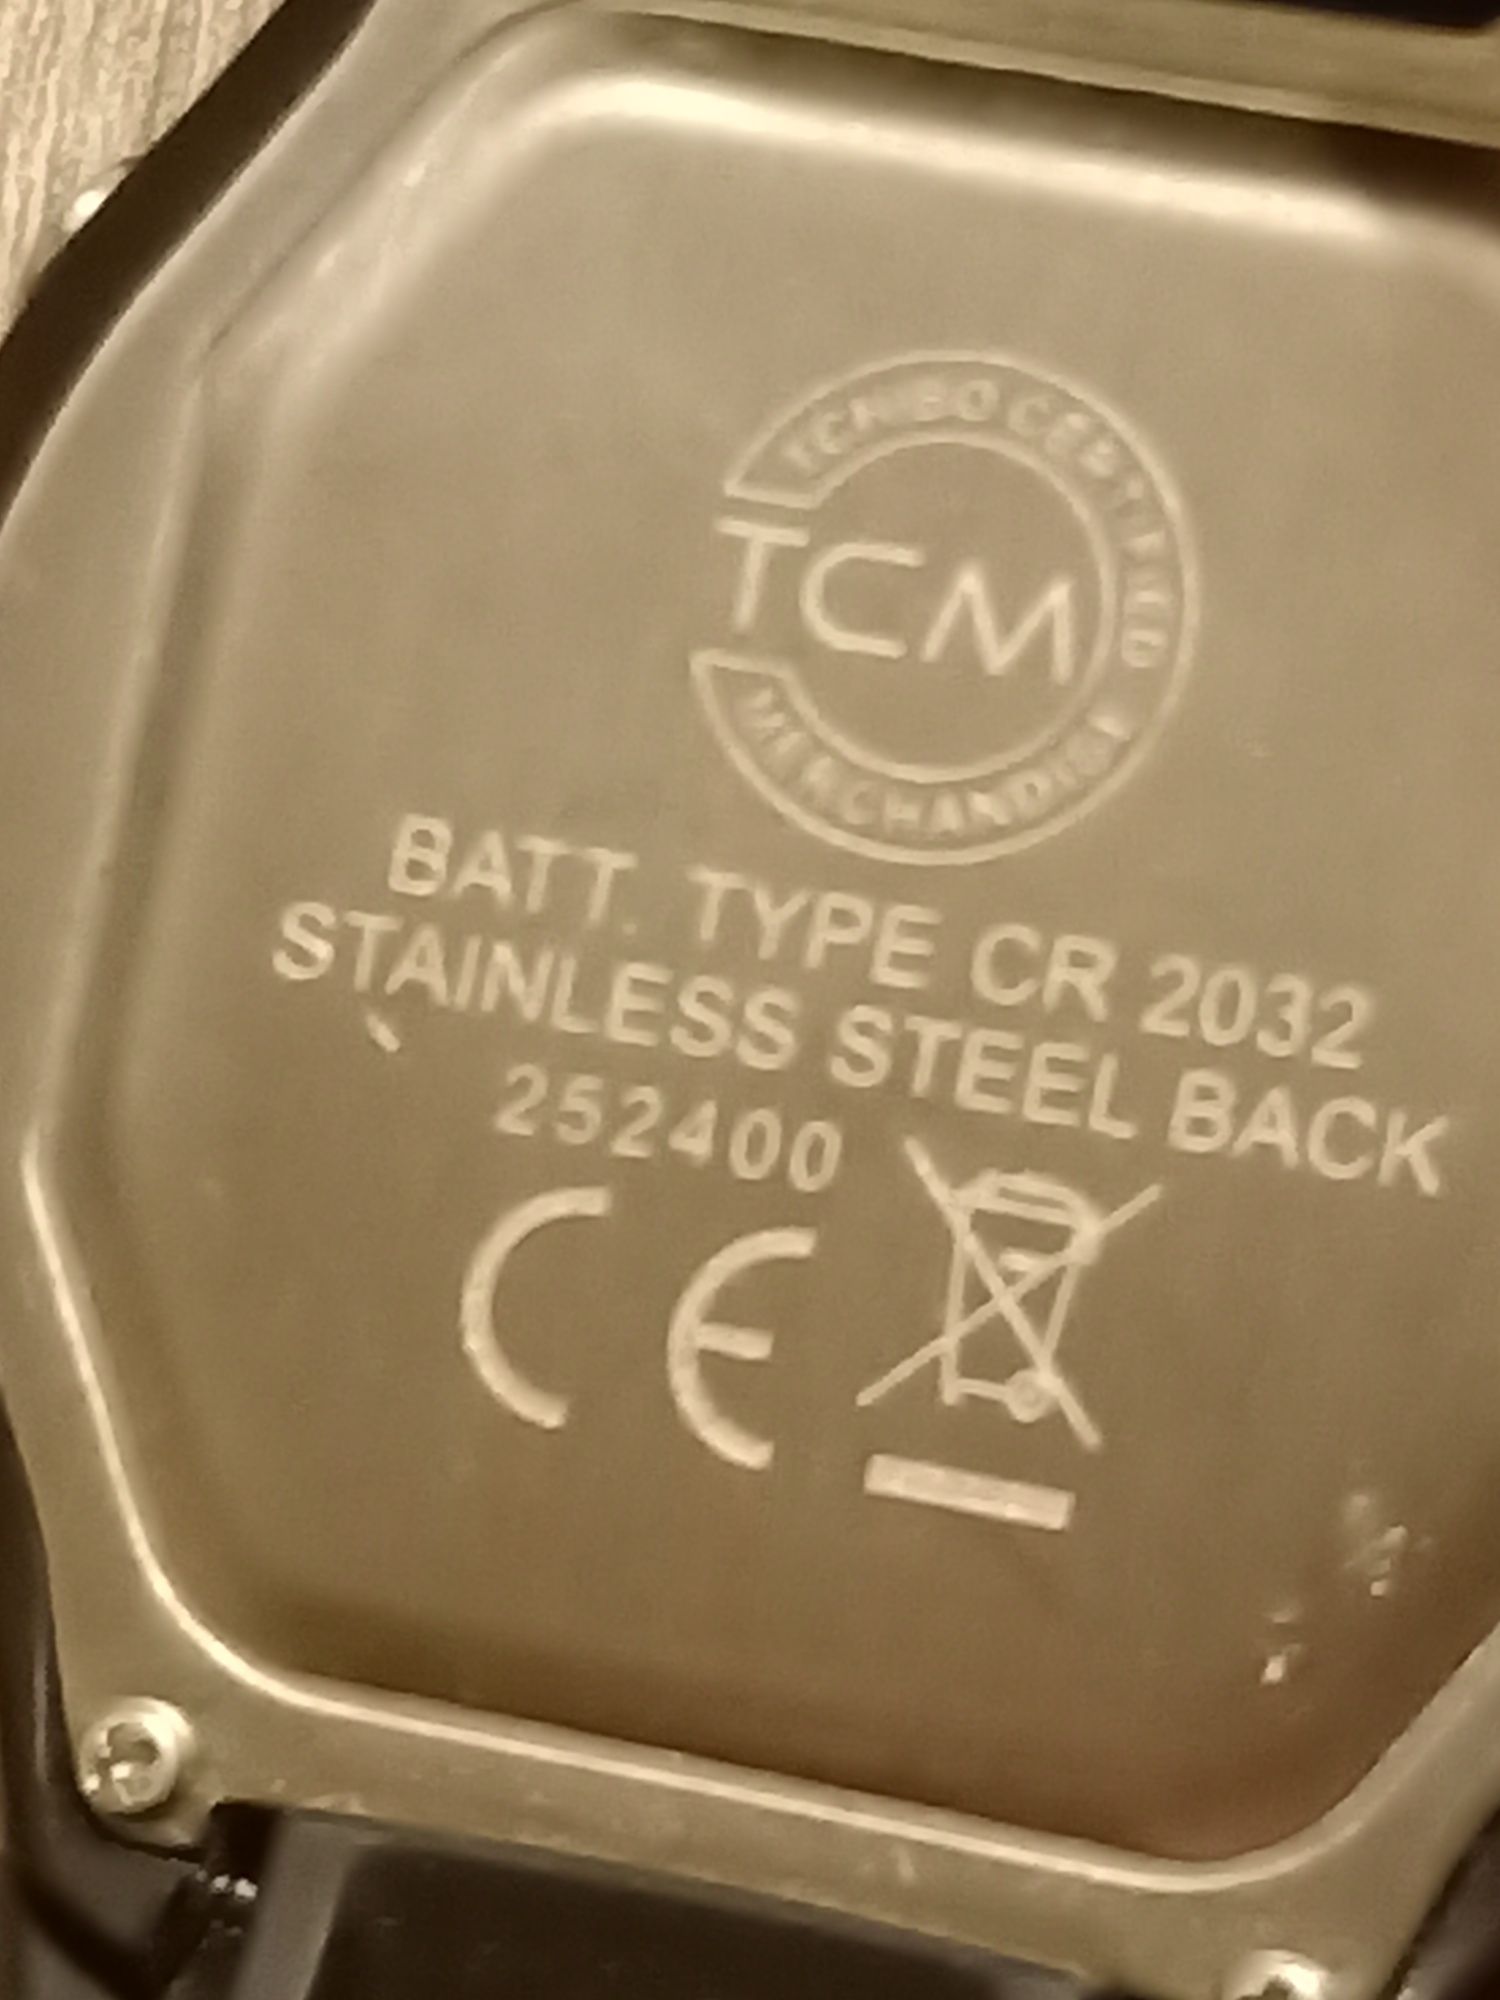 TCHIBO CERTIFIED MERCHANDISE
TCM
BATT. TYPE CR 2032
STAINLESS STEEL BACK
252400
CE